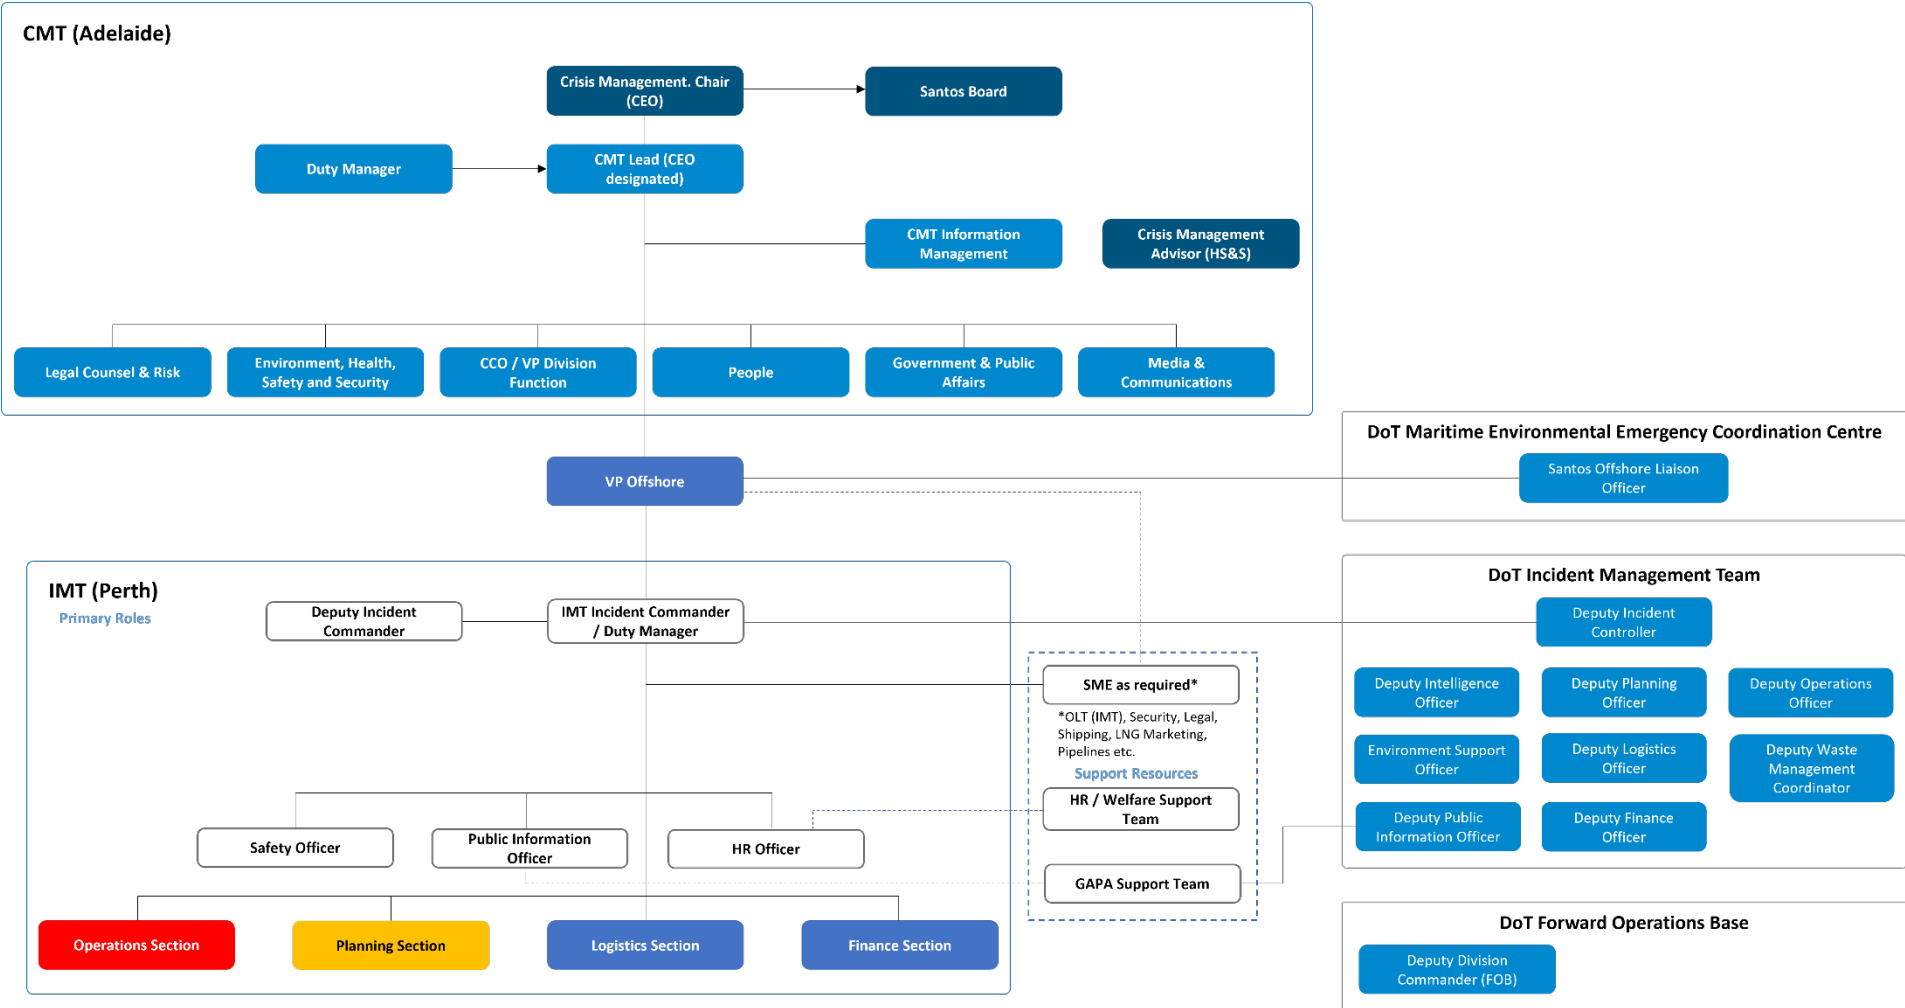 CMT (Adelaide)
Crisis Management. Chair
(CEO)
Santos Board
Duty Manager
CMT Lead (CEO
designated)
CMT Information
Management
Crisis Management
Advisor (HS&S)
Legal Counsel & Risk
Environment, Health,
Safety and Security
CCO / VP Division
Function
People
Government & Public
Affairs
Media &
Communications
VP Offshore
DoT Maritime Environmental Emergency Coordination Centre
Santos Offshore Liaison
Officer
IMT (Perth)
Primary Roles
Deputy Incident
Commander
IMT Incident Commander
/ Duty Manager
SME as required*
*OLT (IMT), Security, Legal,
Shipping, LNG Marketing,
Pipelines etc.
Support Resources
HR / Welfare Support
Team
GAPA Support Team
Safety Officer
Public Information
Officer
HR Officer
Operations Section
Planning Section
Logistics Section
Finance Section
DoT Incident Management Team
Deputy Incident
Controller
Deputy Intelligence
Officer
Deputy Planning
Officer
Deputy Operations
Officer
Environment Support
Officer
Deputy Logistics
Officer
Deputy Waste
Management
Coordinator
Deputy Public
Information Officer
Deputy Finance
Officer
DoT Forward Operations Base
Deputy Division
Commander (FOB)